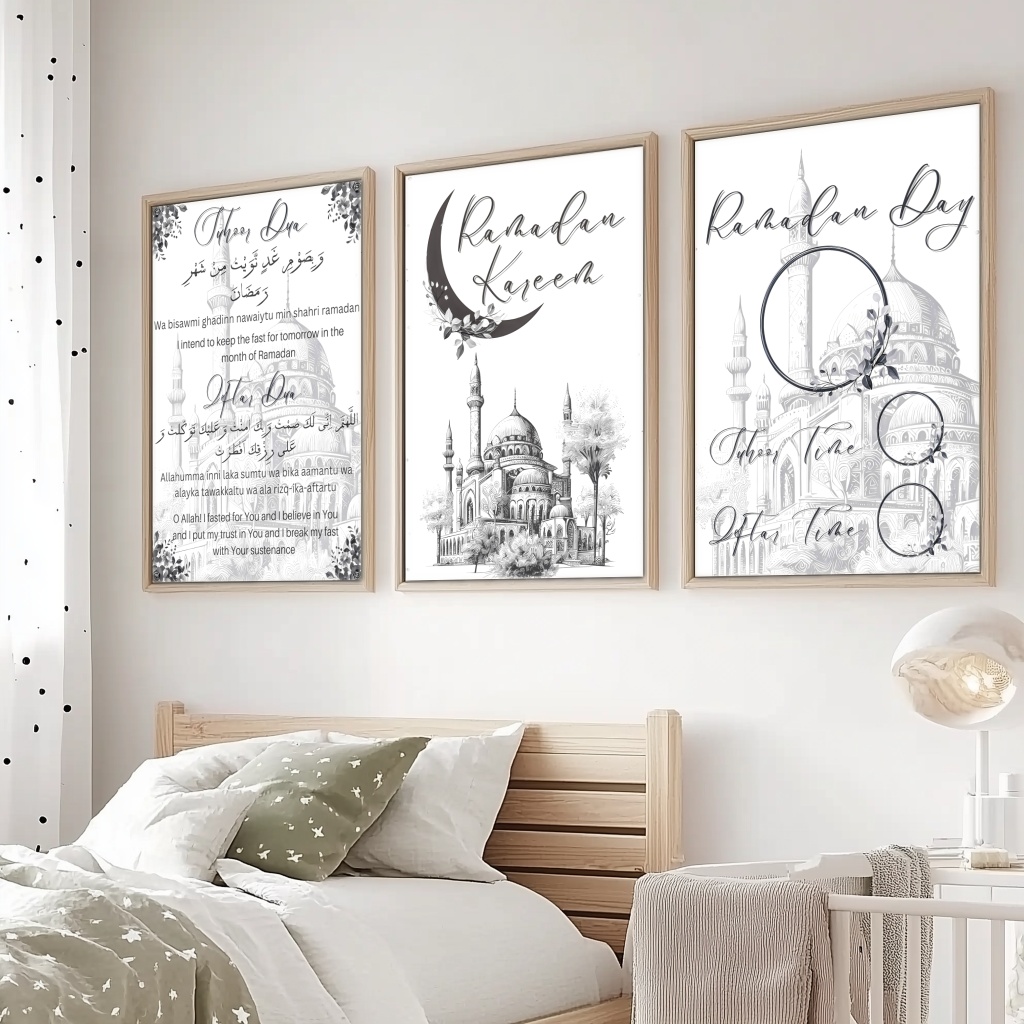 Suhoor Dua
وَبِصَوْمِ غَدٍ نَّوَيْتُ مِنْ شَهْرِ
رَمَضَانَ
Wa bisawmi ghadinn nawaiytu min shahri ramadan
I intend to keep the fast for tomorrow in the
month of Ramadan
Iftar Dua
اللَّهُمَّ اِنِّى لَكَ صُمْتُ وَبِكَ امَنْتُ وَعَلَيْكَ تَوَكَّلْتُ وَ
عَلى رِزْقِكَ اَفْطَرْتُ
Allahumma inni laka sumtu wa bika aamantu wa
alayka tawakkaltu wa ala rizq-ika-aftartu
O Allah! I fasted for You and I believe in You
and I put my trust in You and I break my fast
with Your sustenance
Ramadan
Kareem
Ramadan Day
Suhoor Time
Iftar Time